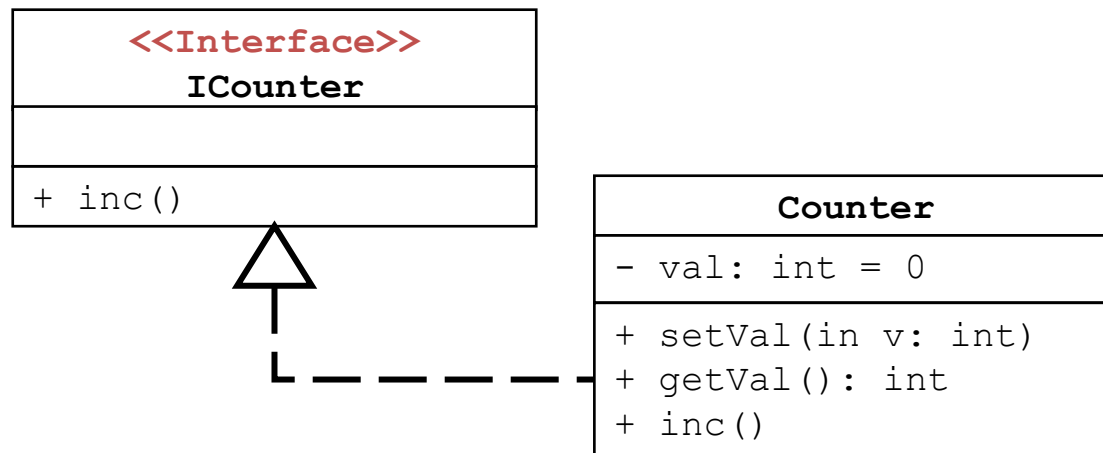 <<Interface>>
ICounter
+ inc()
Counter
- val: int = 0
+ setVal(in v: int)
+ getVal(): int
+ inc()